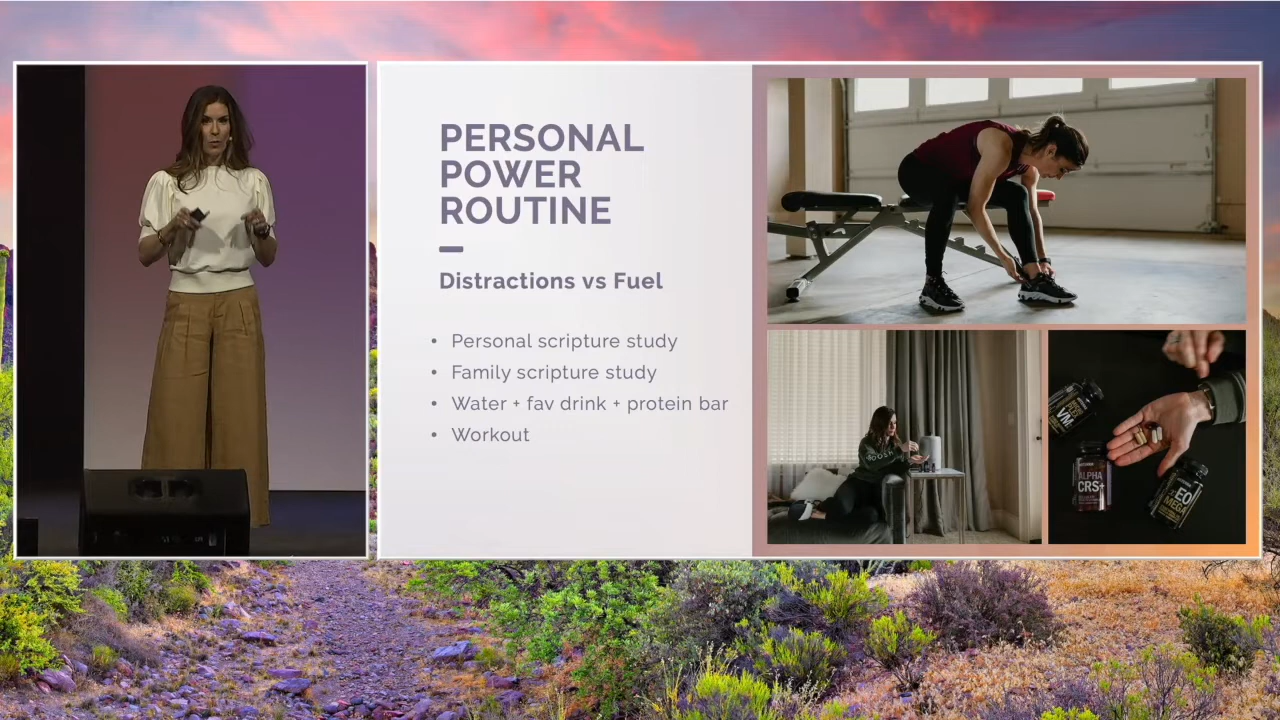 PERSONAL
POWER
ROUTINE
Distractions vs Fuel
• Personal scripture study
• Family scripture study
• Water + fav drink + protein bar
• Workout
VM
ALPHA
CRS+
EO
MEGA